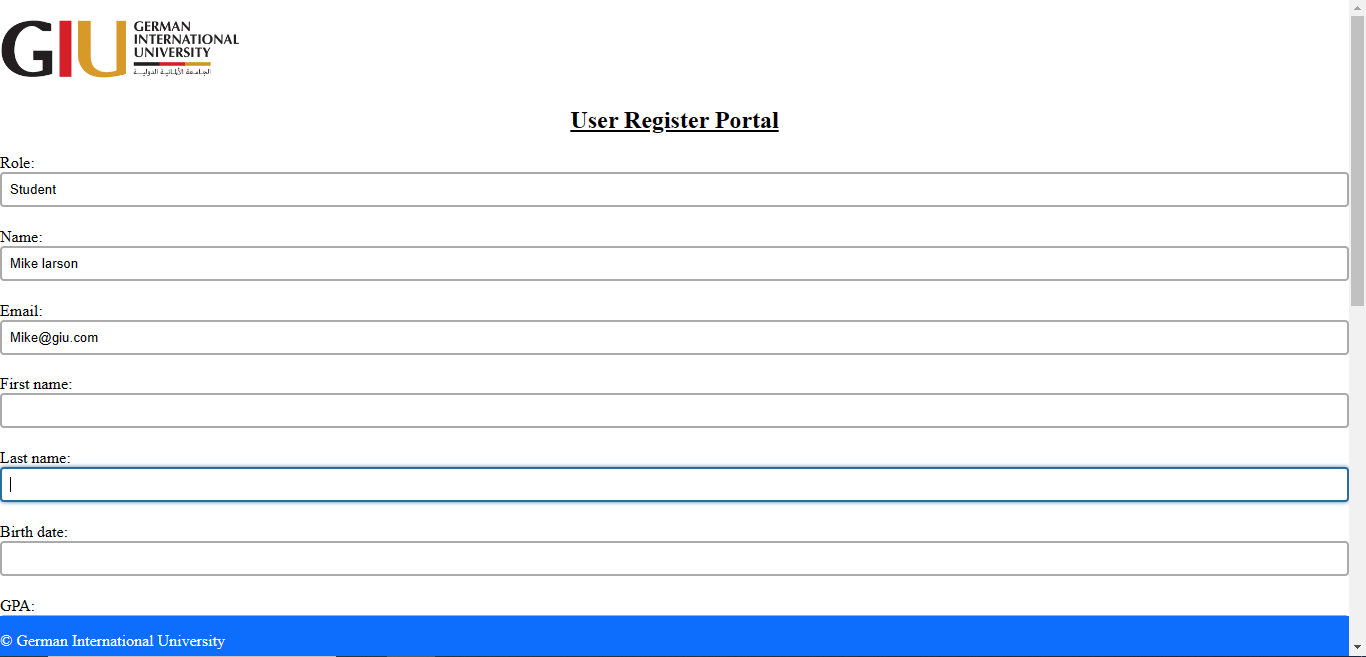 GIU
GERMAN
INTERNATIONAL
UNIVERSITY
الجامعة الألمانية الدولية
User Register Portal
Role:
Student
Name:
Mike larson
Email:
Mike@giu.com
First name:
Last name:
Birth date:
GPA:
© German International University